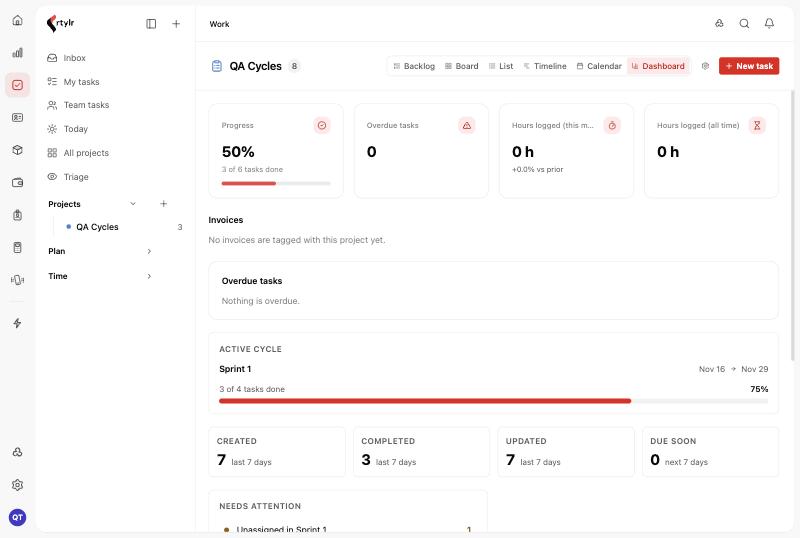 rtylr
Inbox
My tasks
Team tasks
Today
All projects
Triage
Projects
QA Cycles 3
Plan
Time
QT
Work
QA Cycles 8
Backlog Board List Timeline Calendar Dashboard
New task
Progress
50%
3 of 6 tasks done
Overdue tasks
0
Hours logged (this m...
0 h
+0.0% vs prior
Hours logged (all time)
0 h
Invoices
No invoices are tagged with this project yet.
Overdue tasks
Nothing is overdue.
ACTIVE CYCLE
Sprint 1 Nov 16 → Nov 29
3 of 4 tasks done 75%
CREATED
7 last 7 days
COMPLETED
3 last 7 days
UPDATED
7 last 7 days
DUE SOON
0 next 7 days
NEEDS ATTENTION
Unassigned in Sprint 1 1